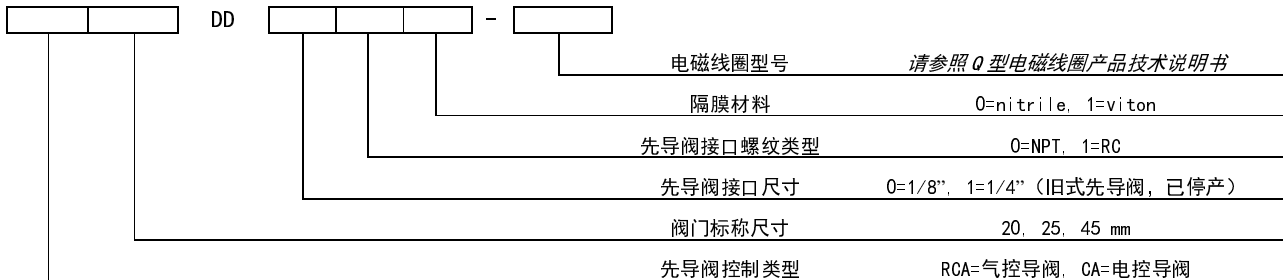 DD -
电磁线圈型号 请参照 Q 型电磁线圈产品技术说明书
隔膜材料 0=nitrile, 1=viton
先导阀接口螺纹类型 0=NPT, 1=RC
先导阀接口尺寸 0=1/8”, 1=1/4”（旧式先导阀，已停产）
阀门标称尺寸 20, 25, 45 mm
先导阀控制类型 RCA=气控导阀, CA=电控导阀